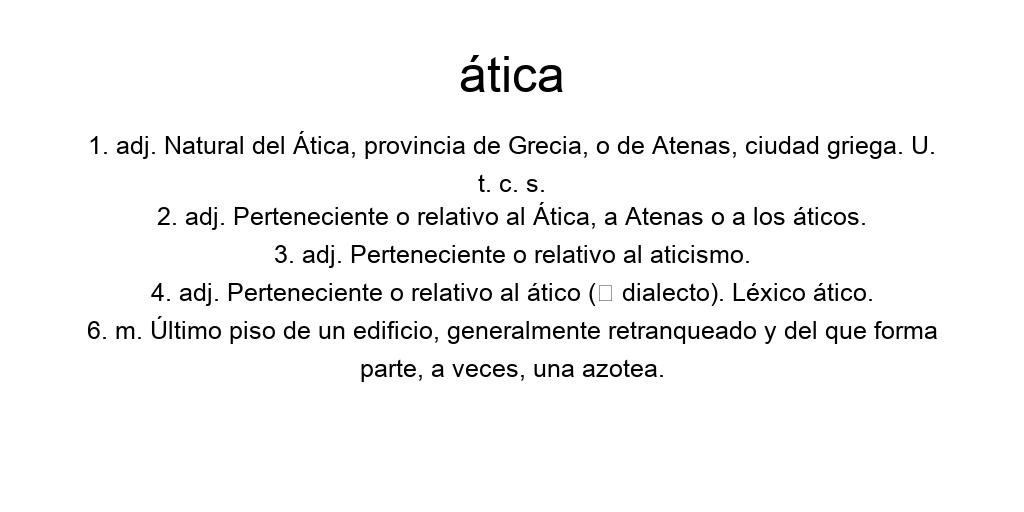 ática
1. adj. Natural del Ática, provincia de Grecia, o de Atenas, ciudad griega. U.
t. c. s.
2. adj. Perteneciente o relativo al Ática, a Atenas o a los áticos.
3. adj. Perteneciente o relativo al aticismo.
4. adj. Perteneciente o relativo al ático (▯ dialecto). Léxico ático.
6. m. Último piso de un edificio, generalmente retranqueado y del que forma
parte, a veces, una azotea.